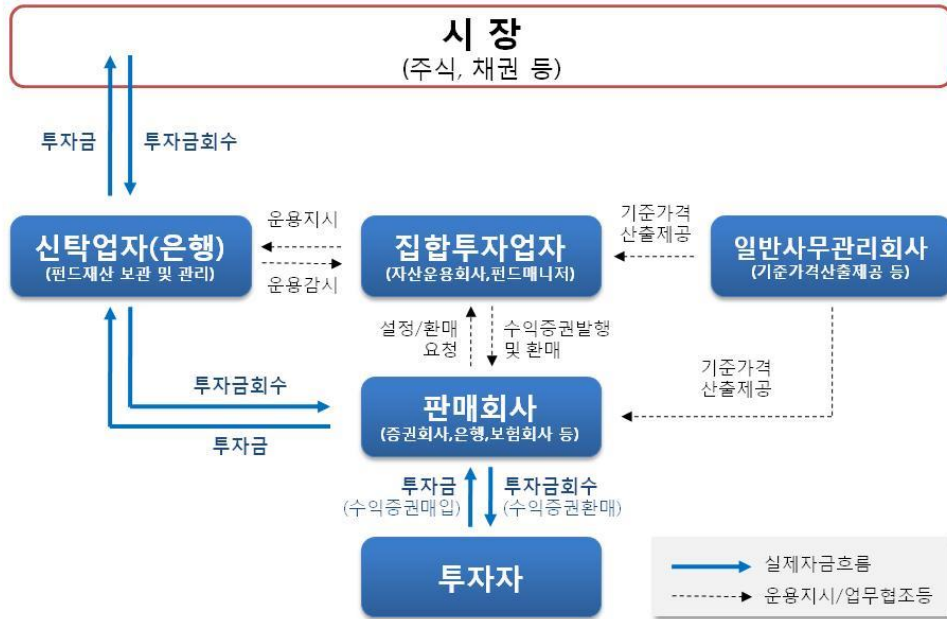 시 장
(주식, 채권 등)
투자금
투자금회수
신탁업자(은행)
(펀드재산 보관 및 관리)
운용지시
운용감시
집합투자업자
(자산운용회사,펀드매니저)
기준가격
산출제공
일반사무관리회사
(기준가격산출제공 등)
설정/환매
요청
수익증권발행
및 환매
기준가격
산출제공
투자금회수
투자금
판매회사
(증권회사,은행,보험회사 등)
투자금
(수익증권매입)
투자금회수
(수익증권환매)
투자자
실제자금흐름
운용지시/업무협조등